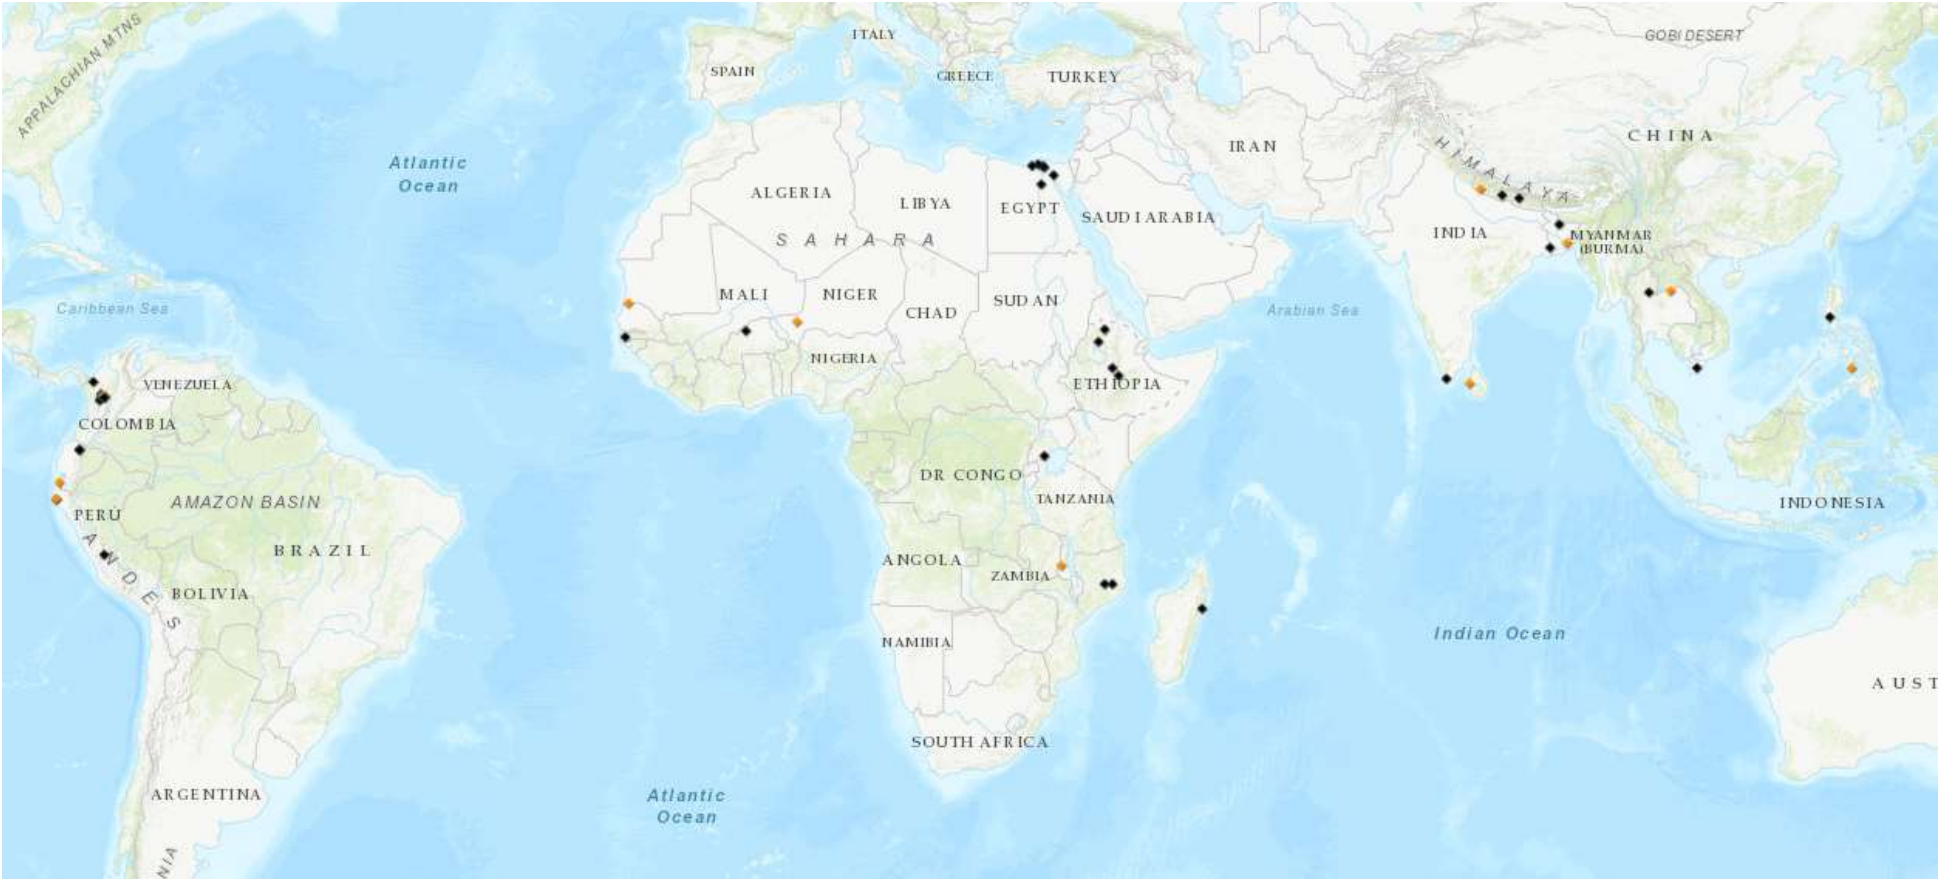 APPALACHIAN MTNS
ITALY
GOBI DESERT
SPAIN
GREECE
TURKEY
CHINA
IRAN
HIMALAYA
Atlantic
Ocean
ALGERIA
LIBYA
EGYPT
SAUDI ARABIA
SAHARA
INDIA
MYANMAR
(BURMA)
Caribbean Sea
MALI
NIGER
CHAD
SUDAN
Arabian Sea
NIGERIA
VENEZUELA
ETHIOPIA
COLOMBIA
DR CONGO
AMAZON BASIN
TANZANIA
INDONESIA
PERU
ANDES
BRAZIL
ANGOLA
ZAMBIA
BOLIVIA
Indian Ocean
NAMIBIA
AUST
SOUTH AFRICA
ARGENTINA
Atlantic
Ocean
NIA